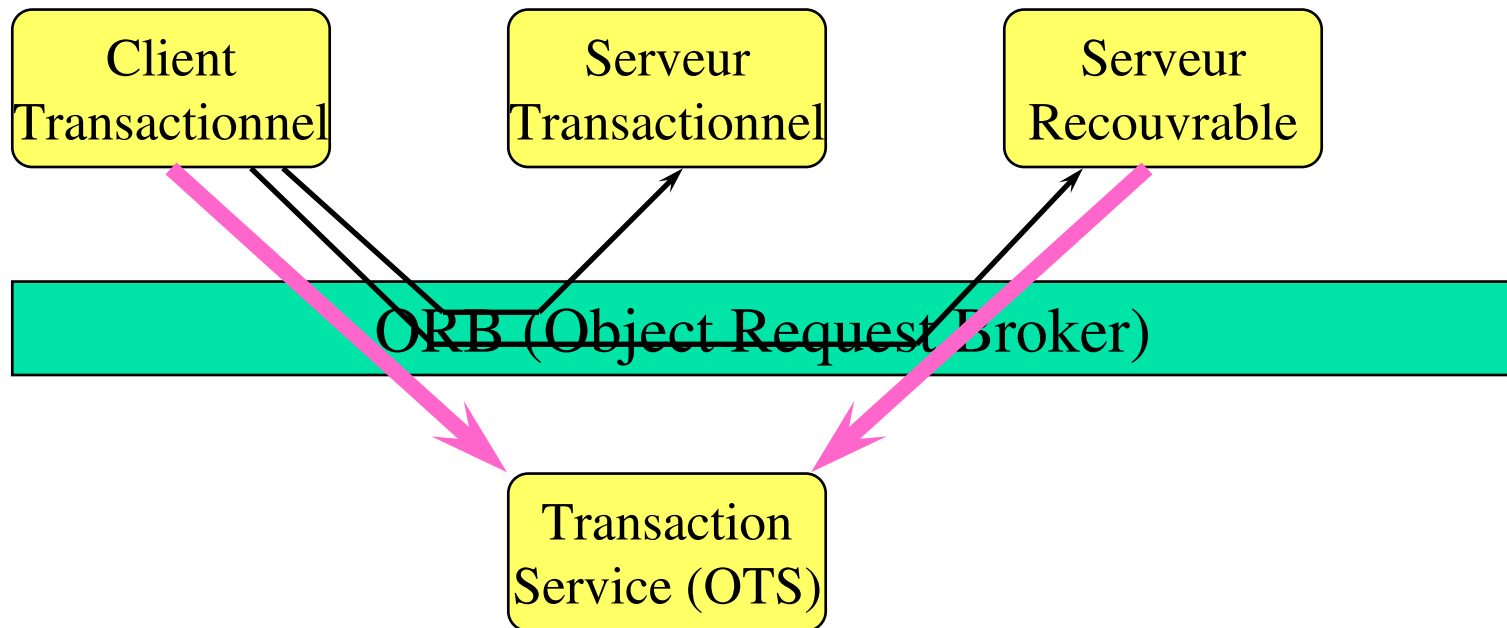 Client
Transactionnel
Serveur
Transactionnel
Serveur
Recouvrable
ORB (Object Request Broker)
Transaction
Service (OTS)